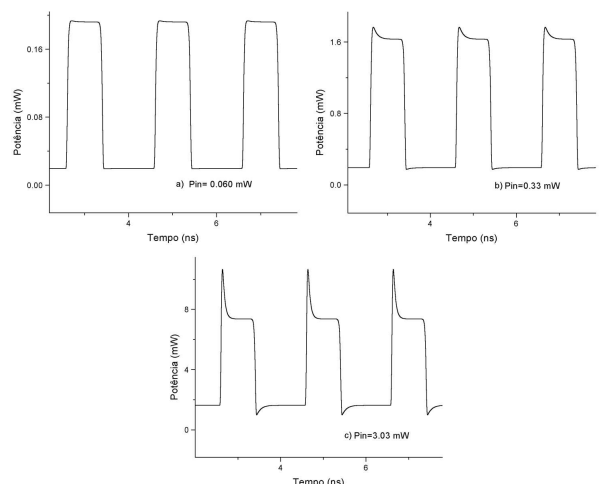 Potência (mW)
0.16
0.08
0.00
a) Pin= 0.060 mW
4
6
Tempo (ns)
Potência (mW)
1.6
0.8
0.0
b) Pin=0.33 mW
4
6
Tempo (ns)
Potência (mW)
8
4
0
c) Pin=3.03 mW
4
6
Tempo (ns)